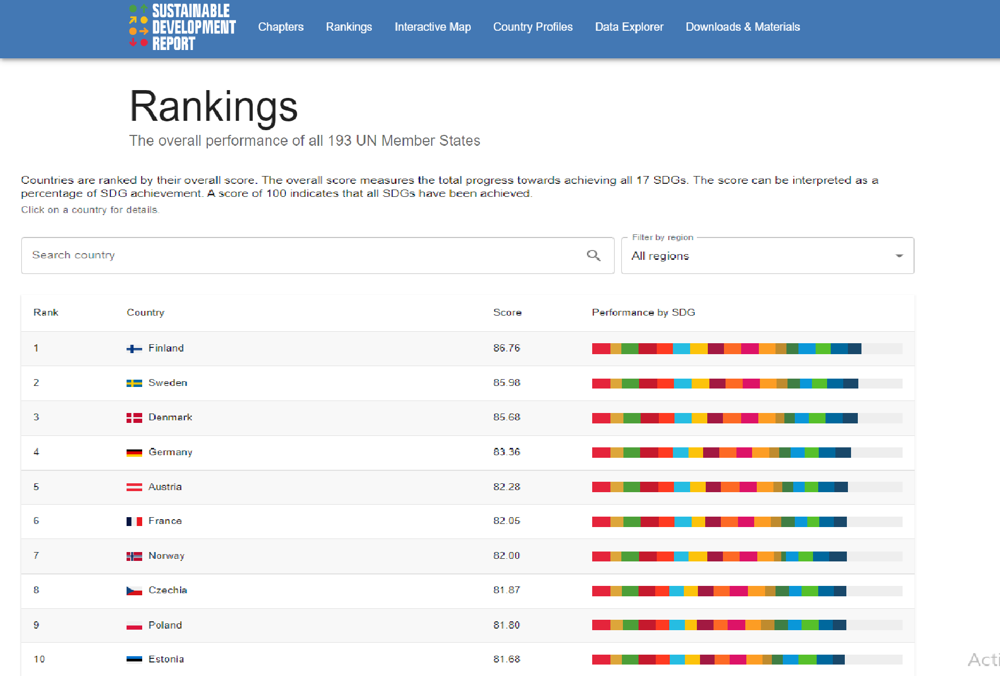 SUSTAINABLE
DEVELOPMENT
REPORT
Chapters Rankings Interactive Map Country Profiles Data Explorer Downloads & Materials
Rankings
The overall performance of all 193 UN Member States
Countries are ranked by their overall score. The overall score measures the total progress towards achieving all 17 SDGs. The score can be interpreted as a
percentage of SDG achievement. A score of 100 indicates that all SDGs have been achieved.
Click on a country for details.
Filter by region
Search country All regions
Rank Country Score Performance by SDG
1 Finland 86.76
2 Sweden 85.98
3 Denmark 85.68
4 Germany 83.36
5 Austria 82.28
6 France 82.05
7 Norway 82.00
8 Czechia 81.87
9 Poland 81.80
10 Estonia 81.68
Acti